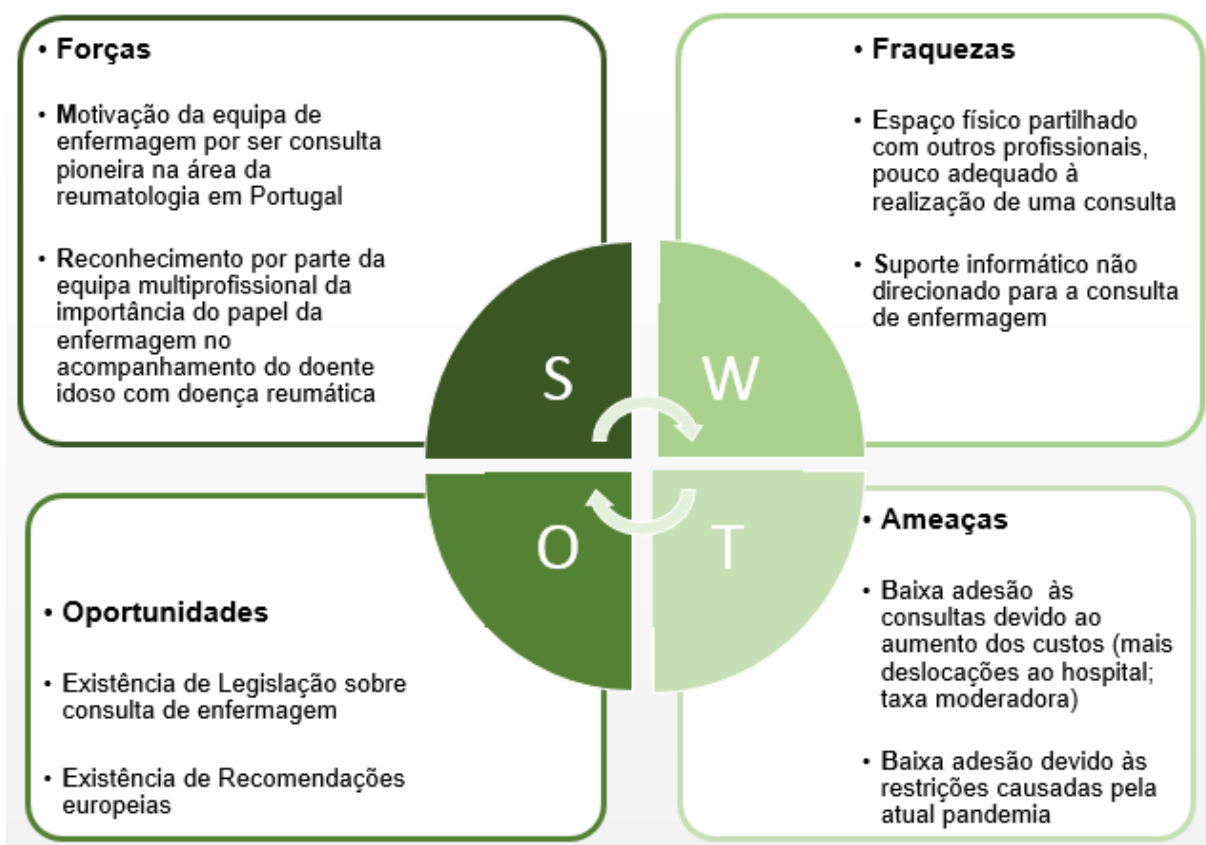 • Forças
• Motivação da equipa de
enfermagem por ser consulta
pioneira na área da
reumatologia em Portugal
• Reconhecimento por parte da
equipa multiprofissional da
importância do papel da
enfermagem no
acompanhamento do doente
idoso com doença reumática
• Fraquezas
• Espaço físico partilhado
com outros profissionais,
pouco adequado à
realização de uma consulta
• Suporte informático não
direcionado para a consulta
de enfermagem
S
W
O
T
• Oportunidades
• Existência de Legislação sobre
consulta de enfermagem
• Existência de Recomendações
europeias
• Ameaças
• Baixa adesão às
consultas devido ao
aumento dos custos (mais
deslocações ao hospital;
taxa moderadora)
• Baixa adesão devido às
restrições causadas pela
atual pandemia